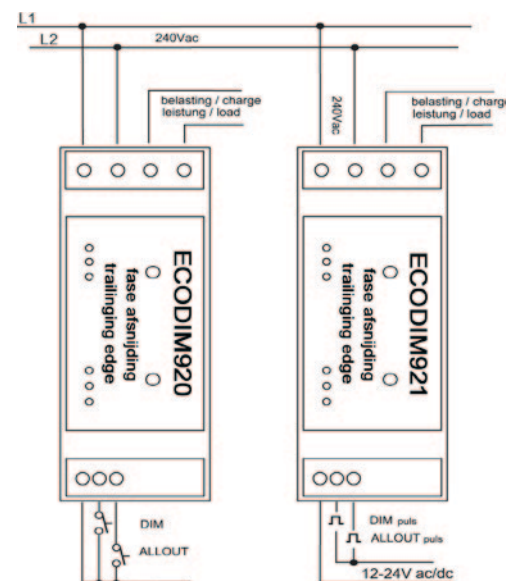 L1
L2
240Vac
belasting / charge
leistung / load
ECODIM920
fase afsnijding
trailinging edge
DIM
ALLOUT
240Vac
belasting / charge
leistung / load
ECODIM921
fase afsnijding
trailinging edge
DIM puls
ALLOUT puls
12-24V ac/dc